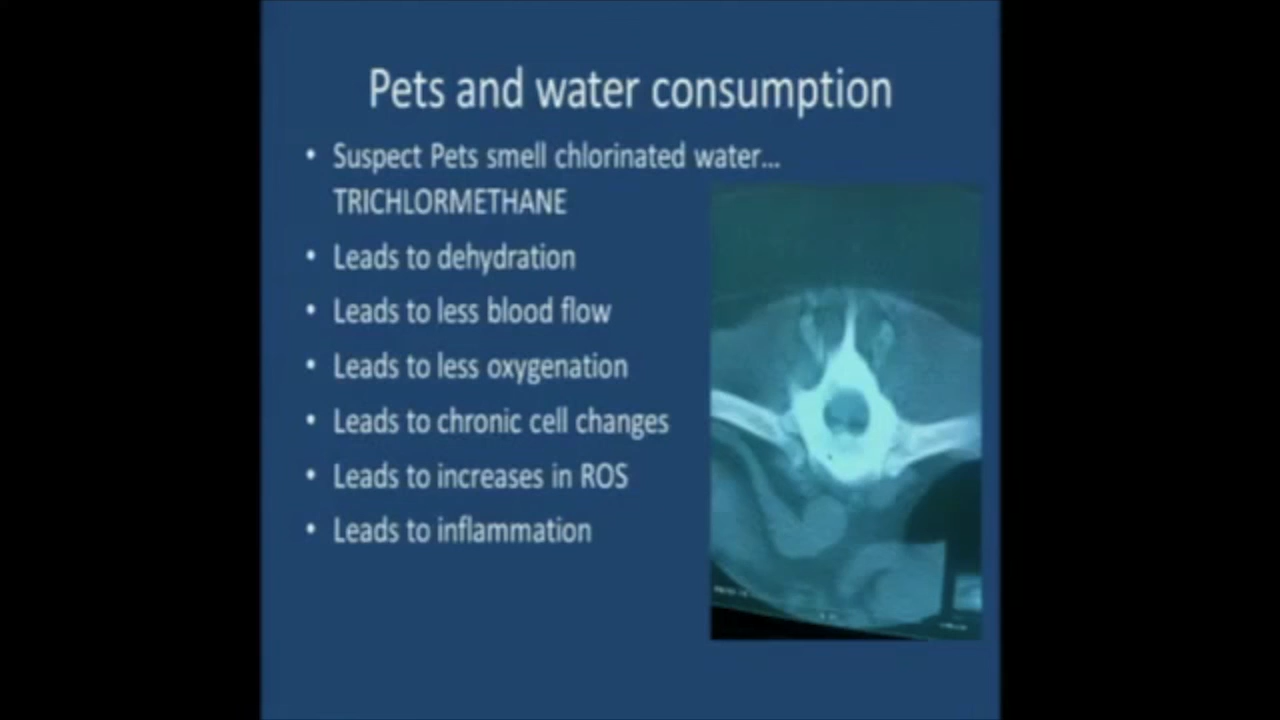 Pets and water consumption
• Suspect Pets smell chlorinated water...
TRICHLORMETHANE
• Leads to dehydration
• Leads to less blood flow
• Leads to less oxygenation
• Leads to chronic cell changes
• Leads to increases in ROS
• Leads to inflammation